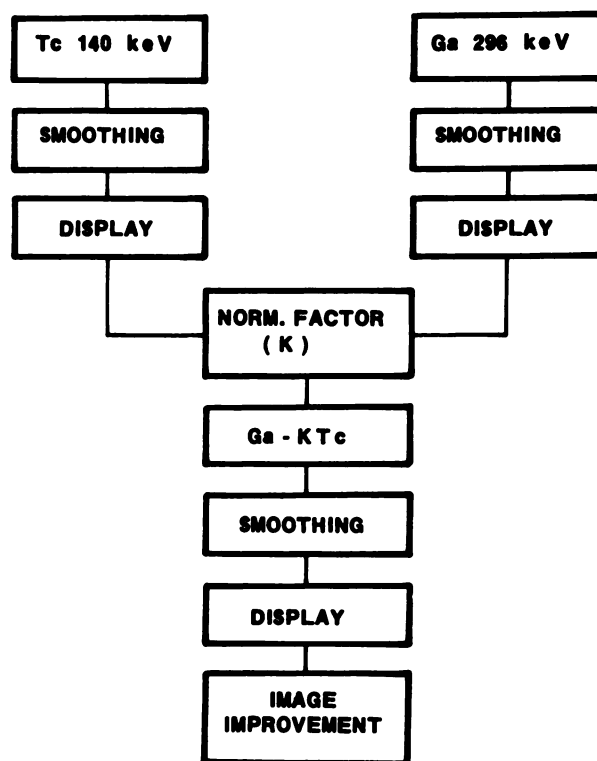 Tc 140 keV
SMOOTHING
DISPLAY
Ga 296 keV
SMOOTHING
DISPLAY
NORM. FACTOR
( K )
Ga - KTc
SMOOTHING
DISPLAY
IMAGE
IMPROVEMENT